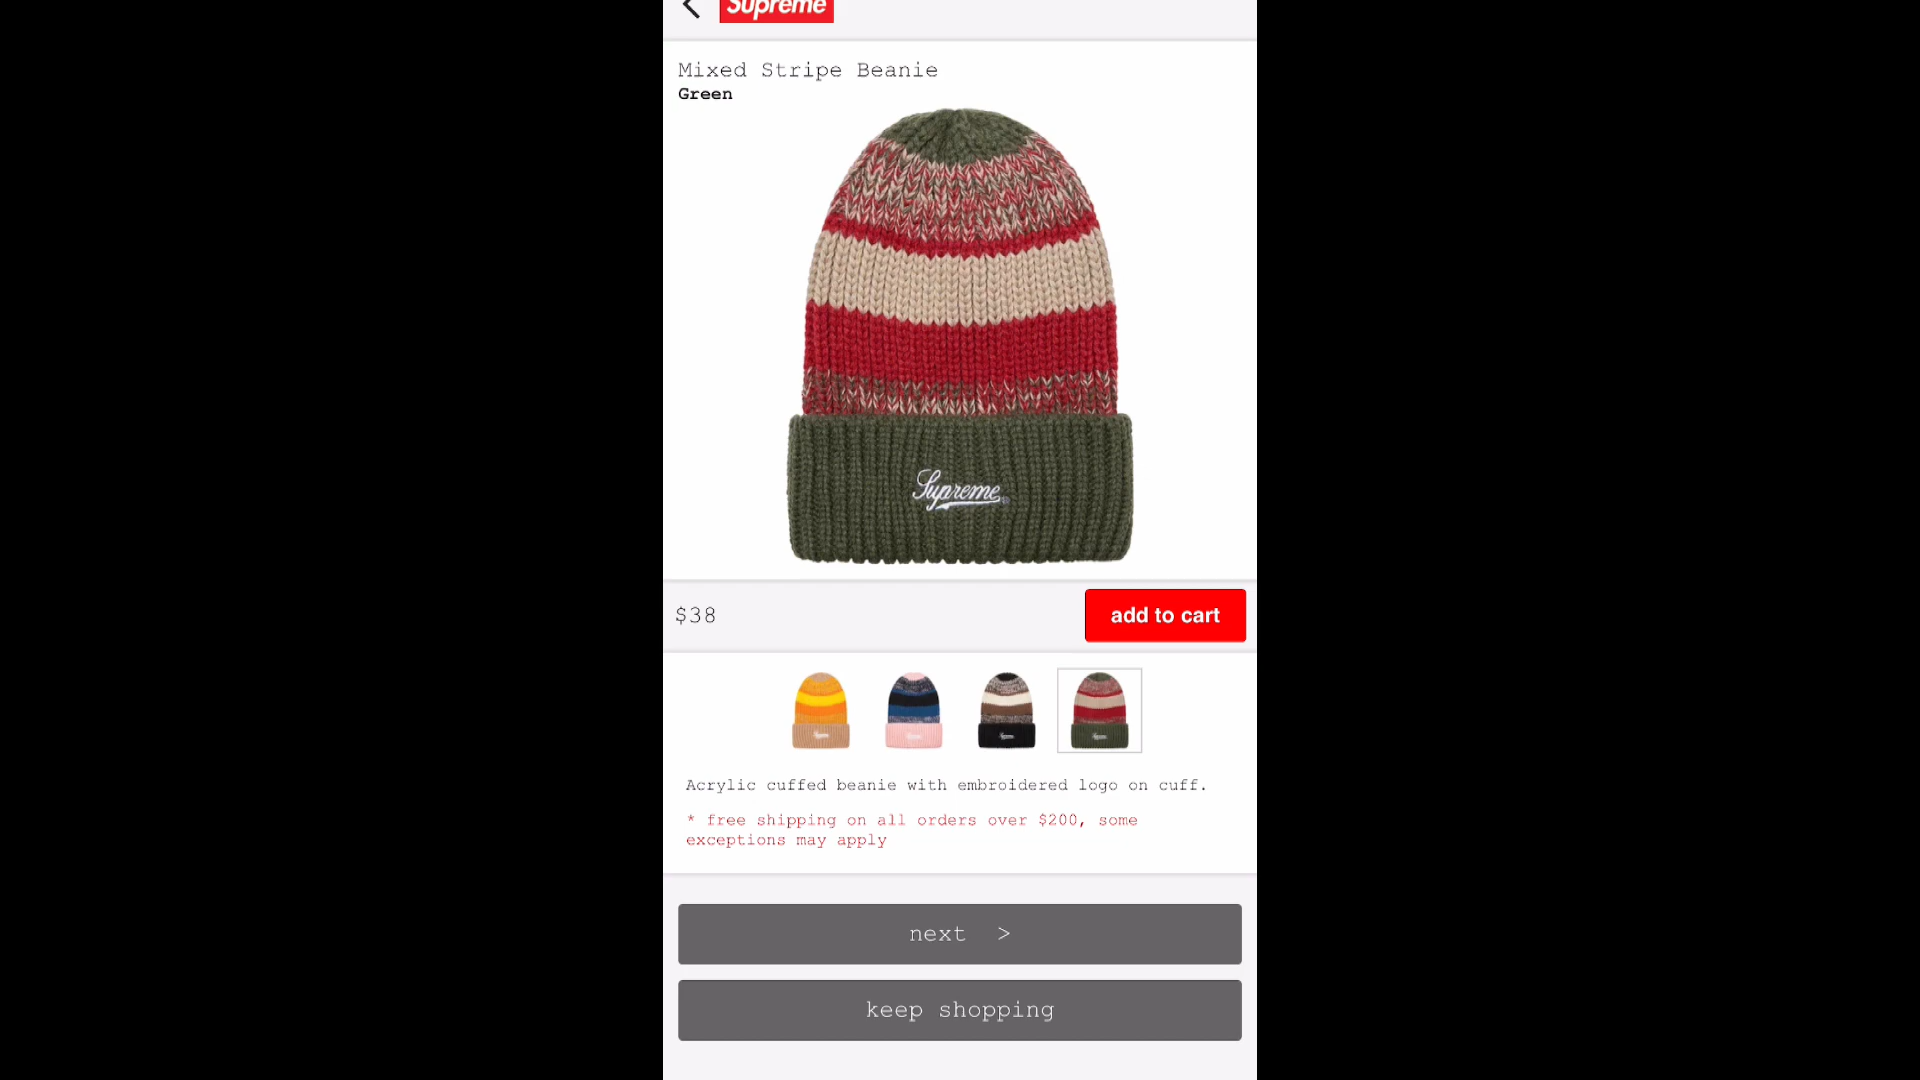 Supreme
Mixed Stripe Beanie
Green
Supreme
$38
add to cart
Acrylic cuffed beanie with embroidered logo on cuff.
* free shipping on all orders over $200, some
exceptions may apply
next >
keep shopping